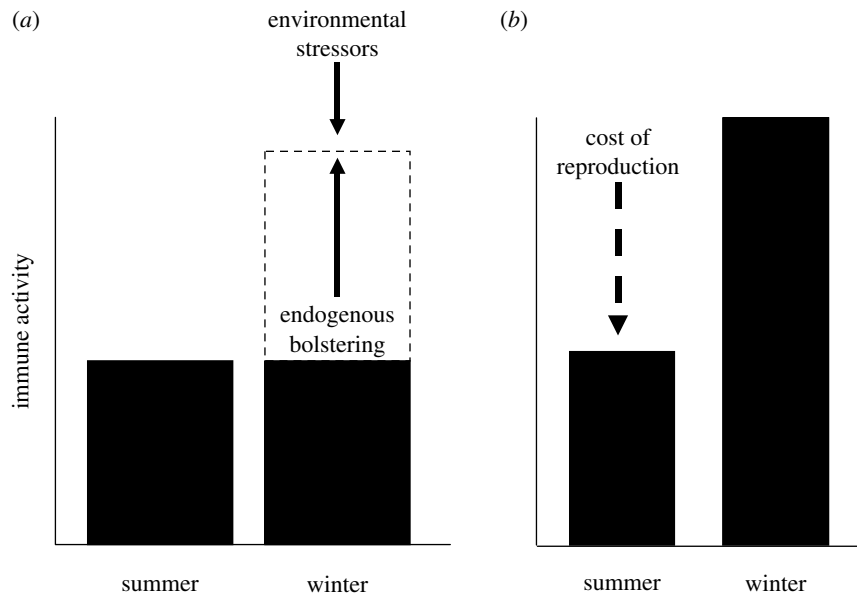 (a)
environmental
stressors
endogenous
bolstering
immune activity
summer
winter
(b)
cost of
reproduction
summer
winter